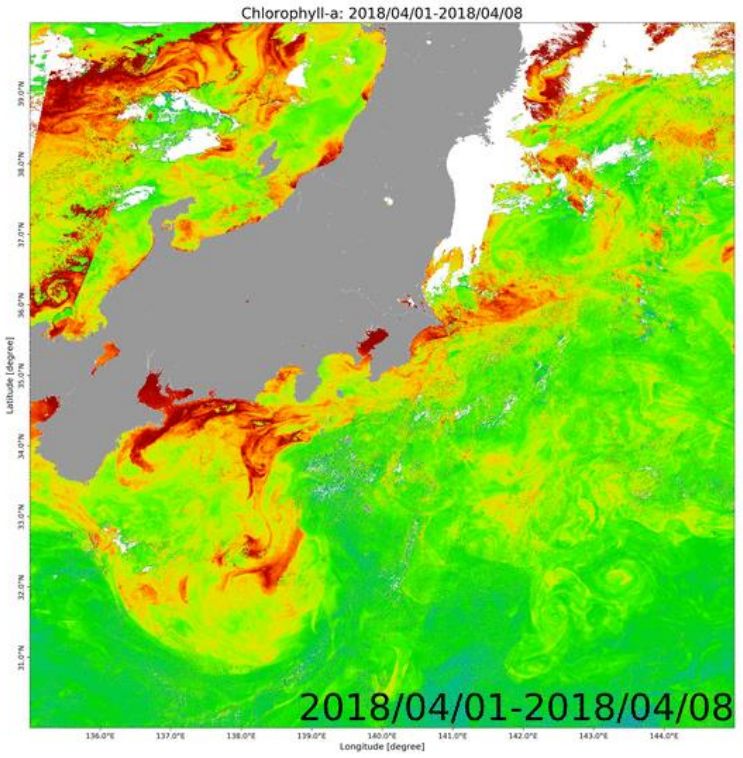 Chlorophyll-a: 2018/04/01-2018/04/08
39.0°N
38.0°N
37.0°N
36.0°N
35.0°N
34.0°N
33.0°N
32.0°N
31.0°N
Latitude [degree]
2018/04/01-2018/04/08
136.0°E
137.0°E
138.0°E
139.0°E
140.0°E
141.0°E
142.0°E
143.0°E
144.0°E
Longitude [degree]